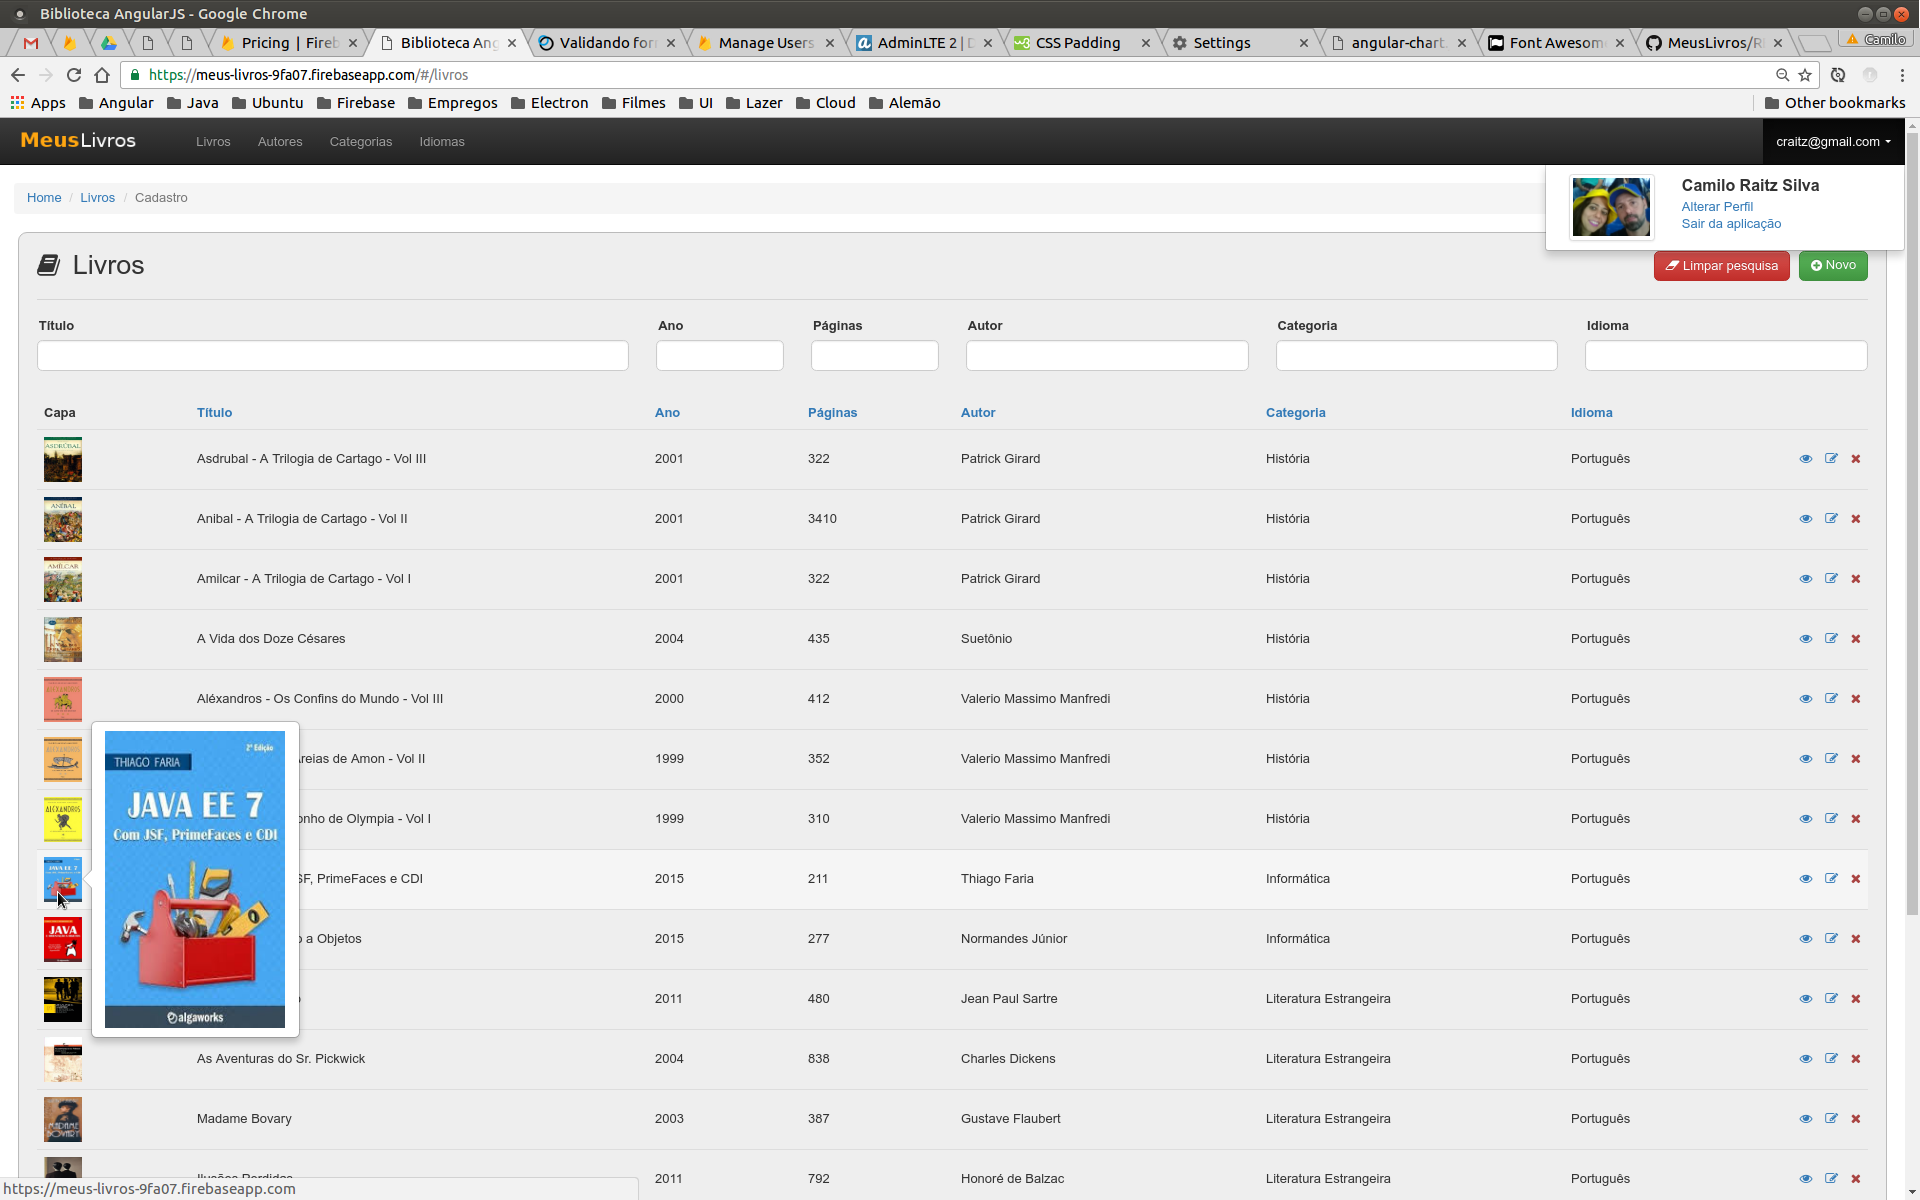 Biblioteca AngularJS - Google Chrome
Pricing | Fireb
Biblioteca Ang
Validando for
Manage Users
AdminLTE 2 | D
CSS Padding
Settings
angular-chart.
Font Awesom
MeusLivros/R
Camilo
https://meus-livros-9fa07.firebaseapp.com/#/livros
Apps Angular Java Ubuntu Firebase Empregos Electron Filmes UI Lazer Cloud Alemão Other bookmarks
MeusLivros Livros Autores Categorias Idiomas craitz@gmail.com
Home / Livros / Cadastro
Camilo Raitz Silva
Alterar Perfil
Sair da aplicação
Livros
Limpar pesquisa Novo
Título Ano Páginas Autor Categoria Idioma
Capa Título Ano Páginas Autor Categoria Idioma
ASDRÚBAL
Asdrubal - A Trilogia de Cartago - Vol III 2001 322 Patrick Girard História Português
ANÍBAL
Anibal - A Trilogia de Cartago - Vol II 2001 3410 Patrick Girard História Português
AMÍLCAR
Amilcar - A Trilogia de Cartago - Vol I 2001 322 Patrick Girard História Português
A Vida dos Doze Césares 2004 435 Suetônio História Português
Aléxandros - Os Confins do Mundo - Vol III 2000 412 Valerio Massimo Manfredi História Português
Areias de Amon - Vol II 1999 352 Valerio Massimo Manfredi História Português
ALÉXANDROS
onho de Olympia - Vol I 1999 310 Valerio Massimo Manfredi História Português
JAVA EE 7
SF, PrimeFaces e CDI 2015 211 Thiago Faria Informática Português
JAVA
o a Objetos 2015 277 Normandes Júnior Informática Português
o 2011 480 Jean Paul Sartre Literatura Estrangeira Português
As Aventuras do Sr. Pickwick 2004 838 Charles Dickens Literatura Estrangeira Português
MADAME BOVARY
Madame Bovary 2003 387 Gustave Flaubert Literatura Estrangeira Português
Ilusões Perdidas 2011 792 Honoré de Balzac Literatura Estrangeira Português
2ª Edição
THIAGO FARIA
JAVA EE 7
Com JSF, PrimeFaces e CDI
algaworks
https://meus-livros-9fa07.firebaseapp.com